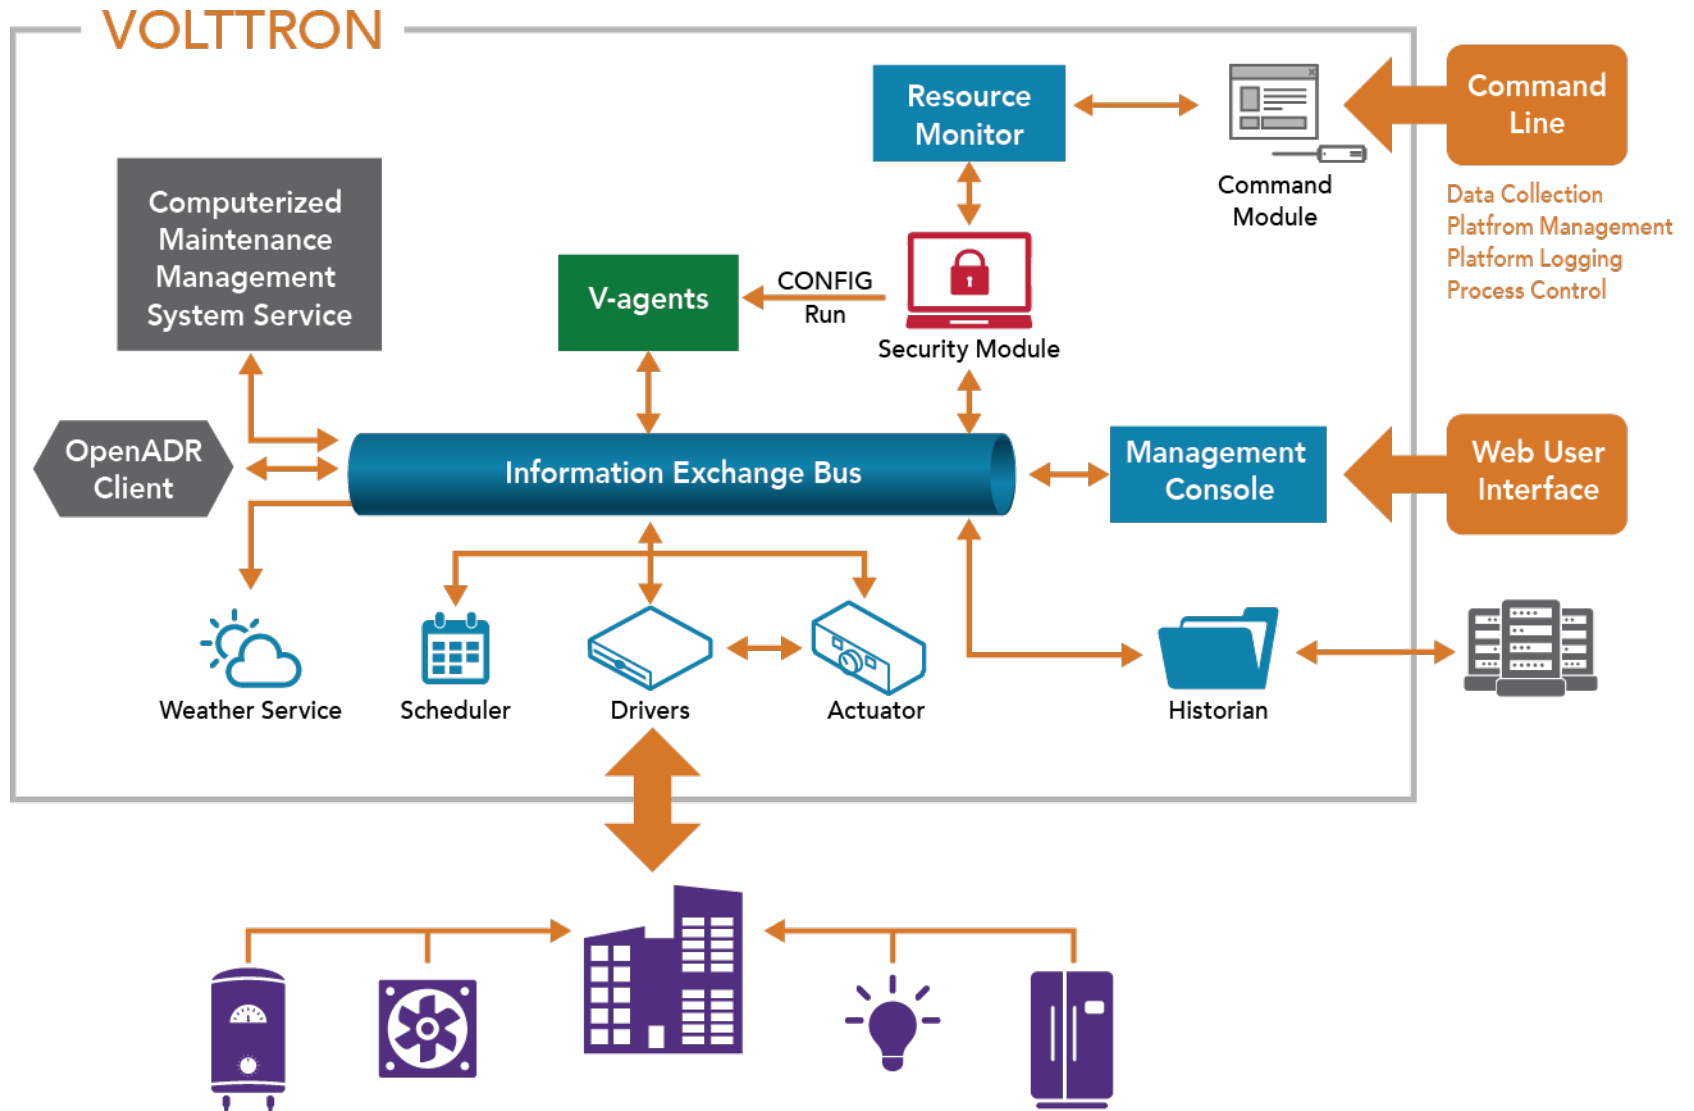 VOLTTRON
Resource
Monitor
Command
Module
Command
Line
Data Collection
Platfrom Management
Platform Logging
Process Control
Computerized
Maintenance
Management
System Service
V-agents
CONFIG
Run
Security Module
OpenADR
Client
Information Exchange Bus
Management
Console
Web User
Interface
Weather Service
Scheduler
Drivers
Actuator
Historian